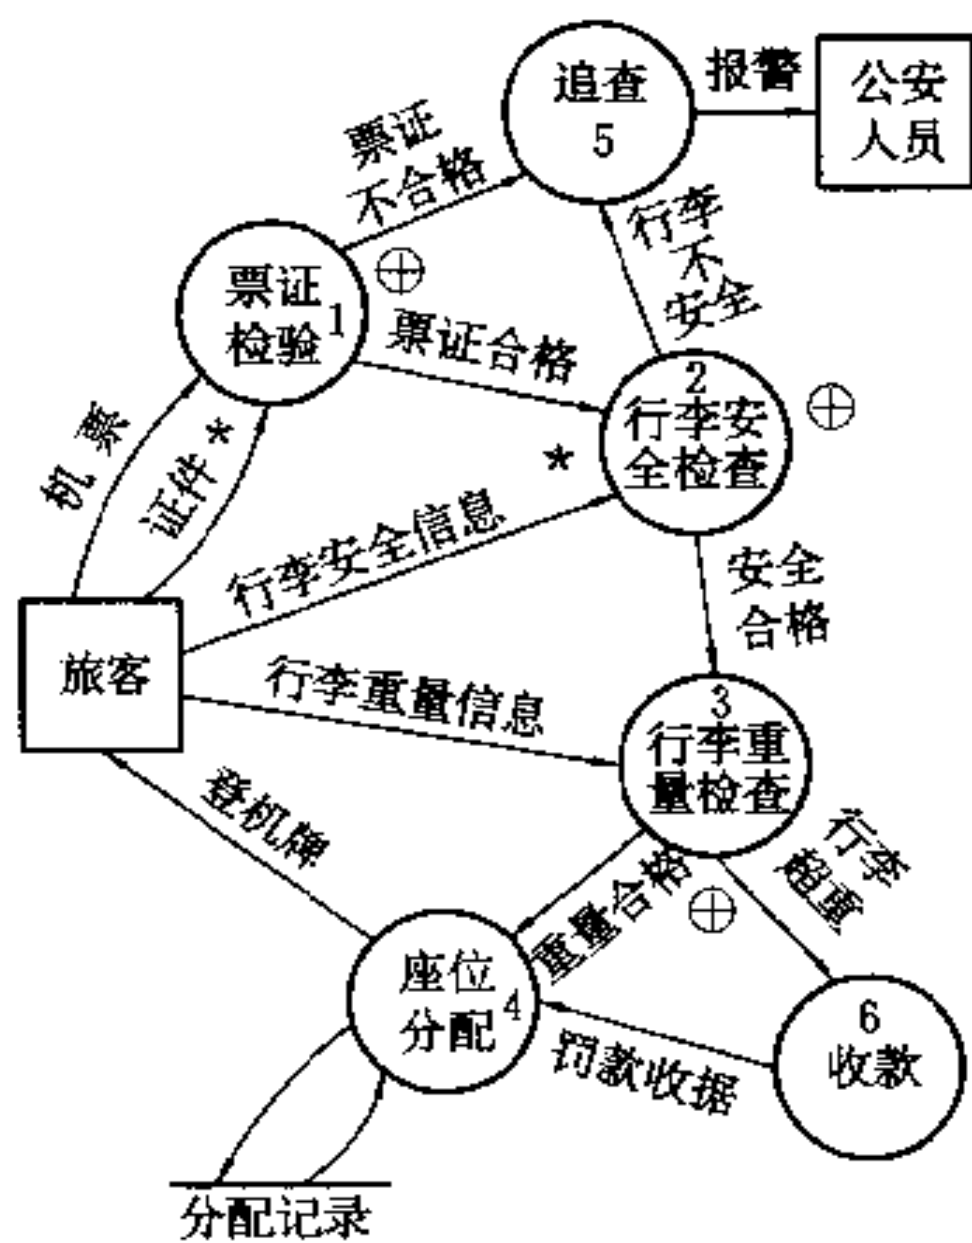 追查
5
报警
公安
人员
票证
不合格
行李
不
安全
票证
检验 1
票证合格
2
行李安
全检查
机票
证件 *
*
行李安全信息
安全
合格
旅客
行李重量信息
3
行李重
量检查
登机牌
重量合格
行李
超重
座位
分配 4
罚款收据
6
收款
分配记录